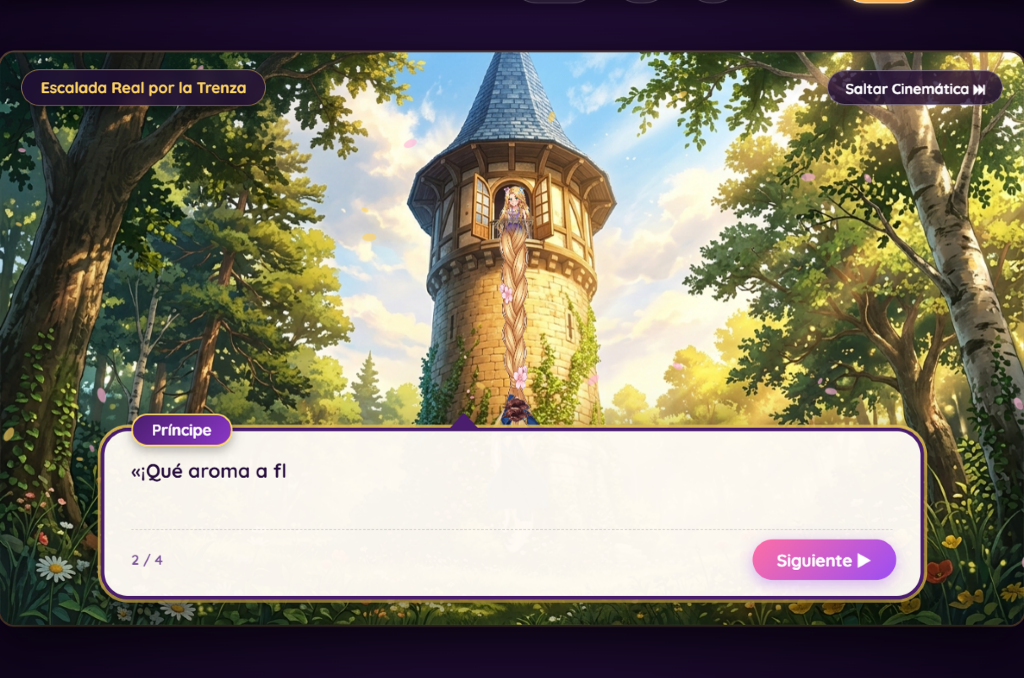 Escalada Real por la Trenza
Saltar Cinemática ⏭
Príncipe
«¡Qué aroma a fl
2 / 4
Siguiente ▶